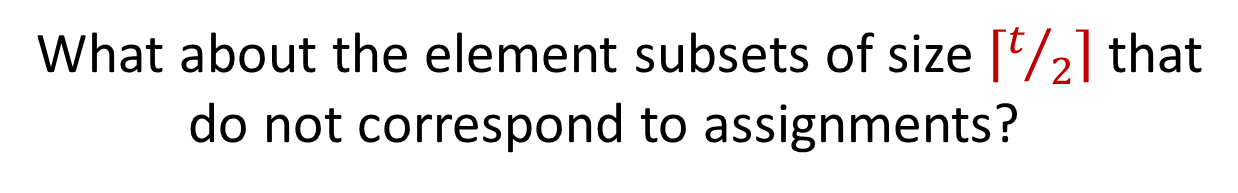 What about the element subsets of size ⌈t/2⌉ that
do not correspond to assignments?